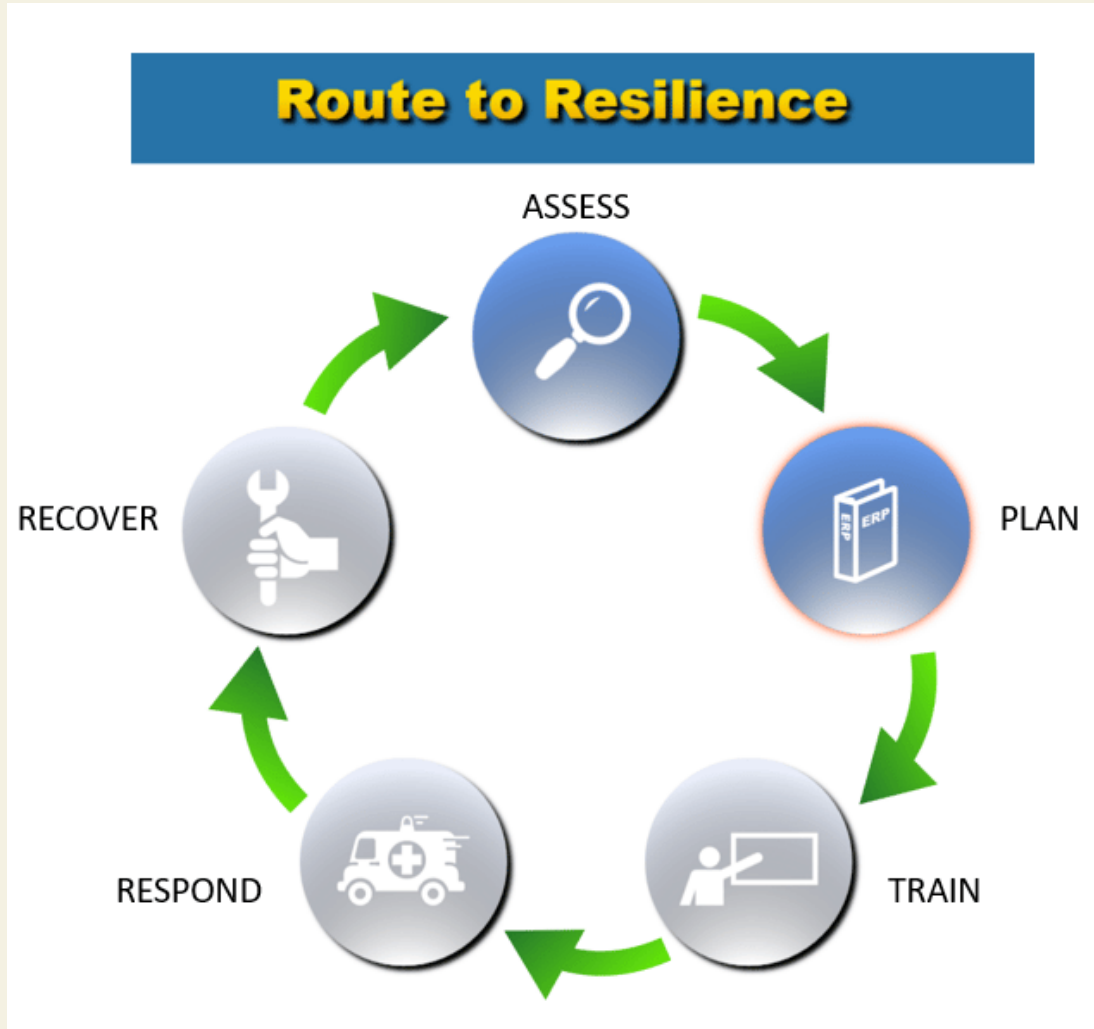 Route to Resilience
ASSESS
RECOVER
ERP
ERP
PLAN
RESPOND
TRAIN